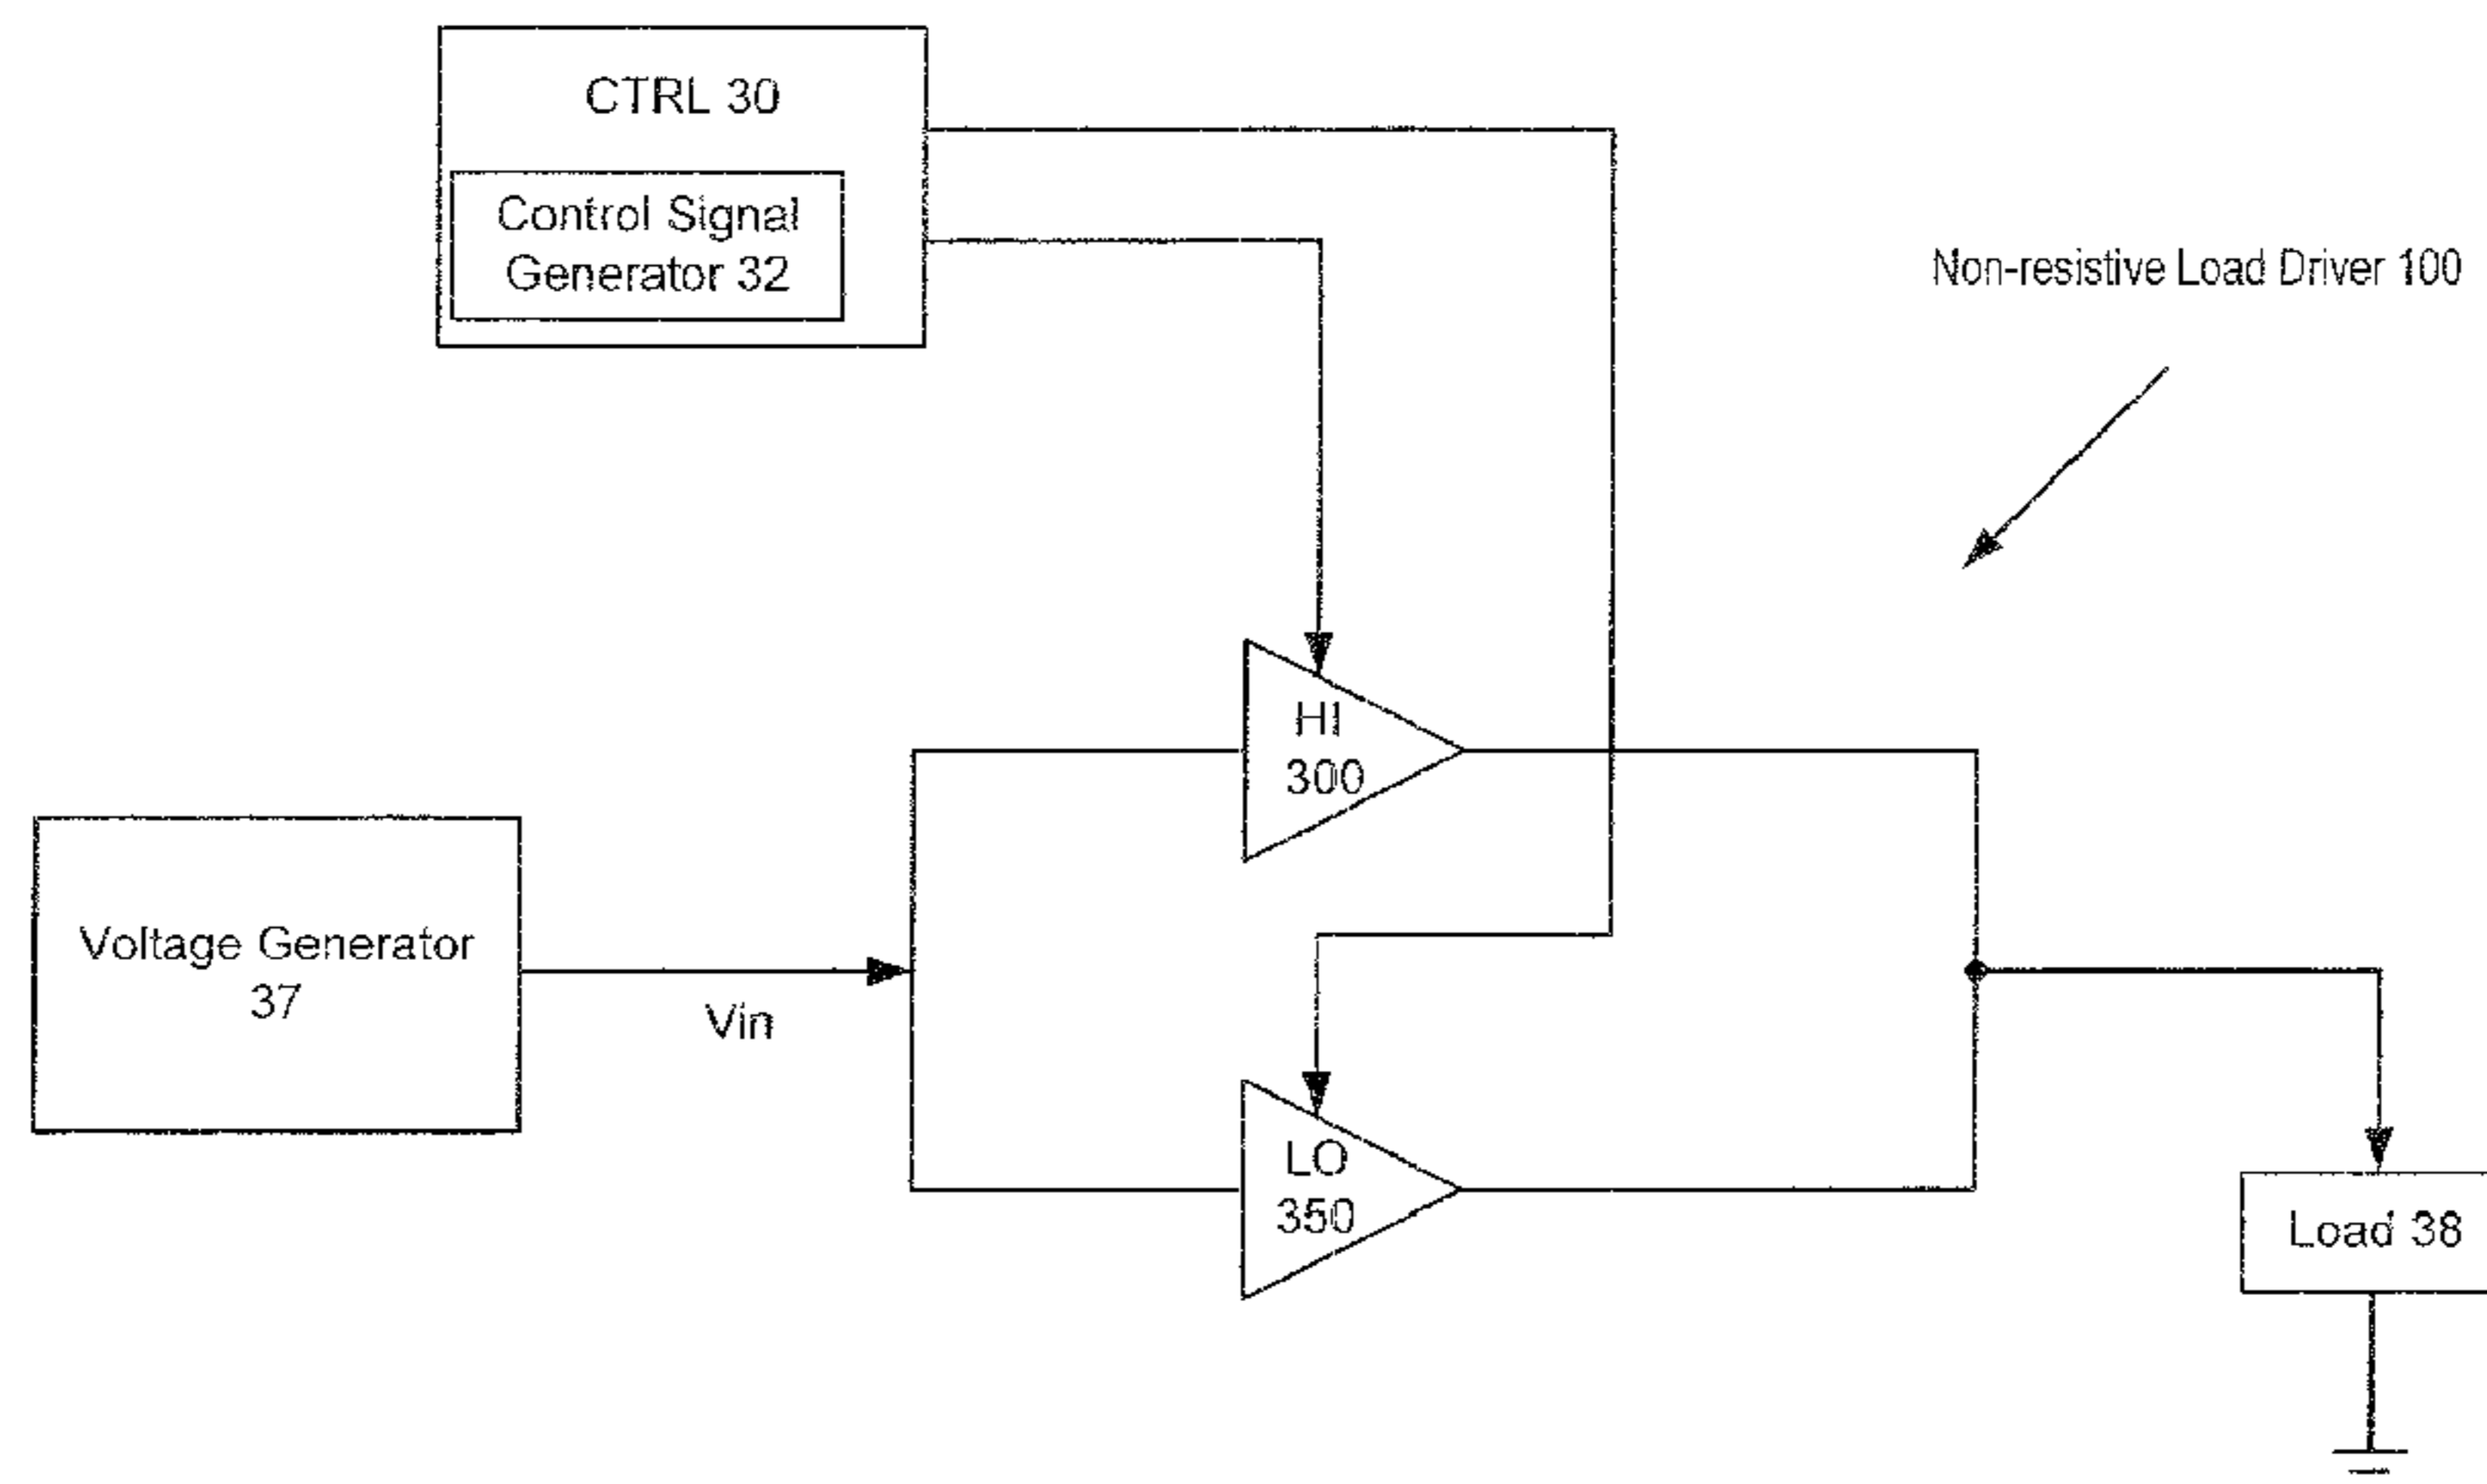 CTRL 30
Control Signal
Generator 32
Non-resistive Load Driver 100
HI
300
Voltage Generator
37
Vin
LO
350
Load 38